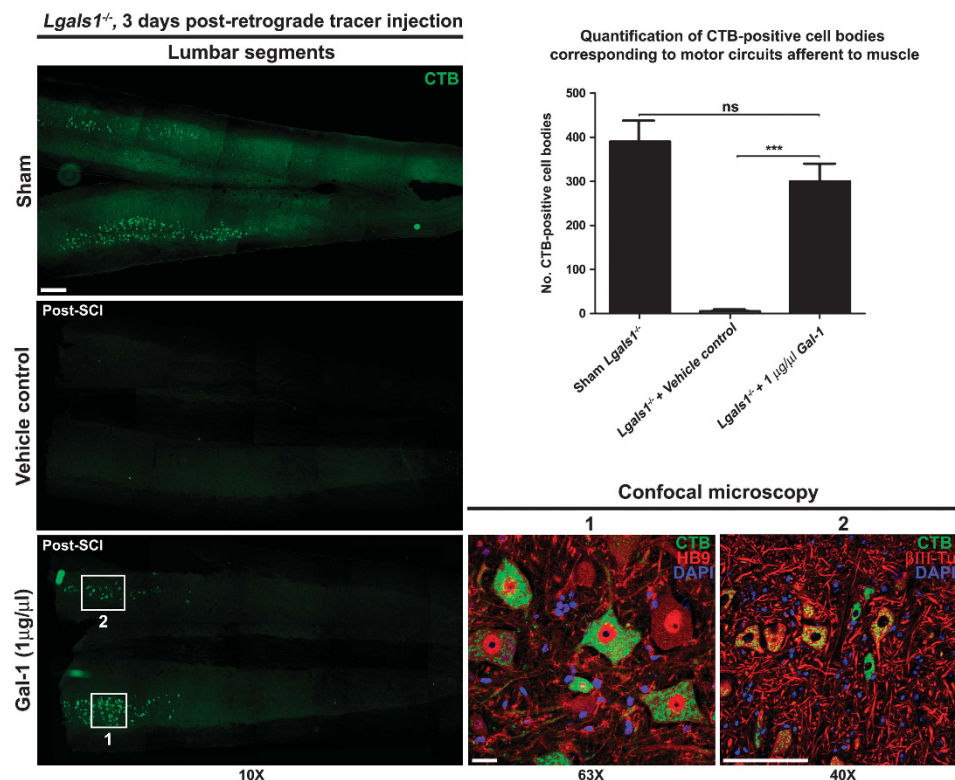 Lgals1-/-, 3 days post-retrograde tracer injection
Lumbar segments
CTB
Sham
Post-SCI
Vehicle control
Post-SCI
Gal-1 (1µg/µl)
2
1
10X
Quantification of CTB-positive cell bodies
corresponding to motor circuits afferent to muscle
No. CTB-positive cell bodies
500
400
300
200
100
0
ns
***
Sham Lgals1-/-
Lgals1-/- + Vehicle control
Lgals1-/- + 1 µg/µl Gal-1
Confocal microscopy
1
CTB
HB9
DAPI
63X
2
CTB
βIII-Tu
DAPI
40X